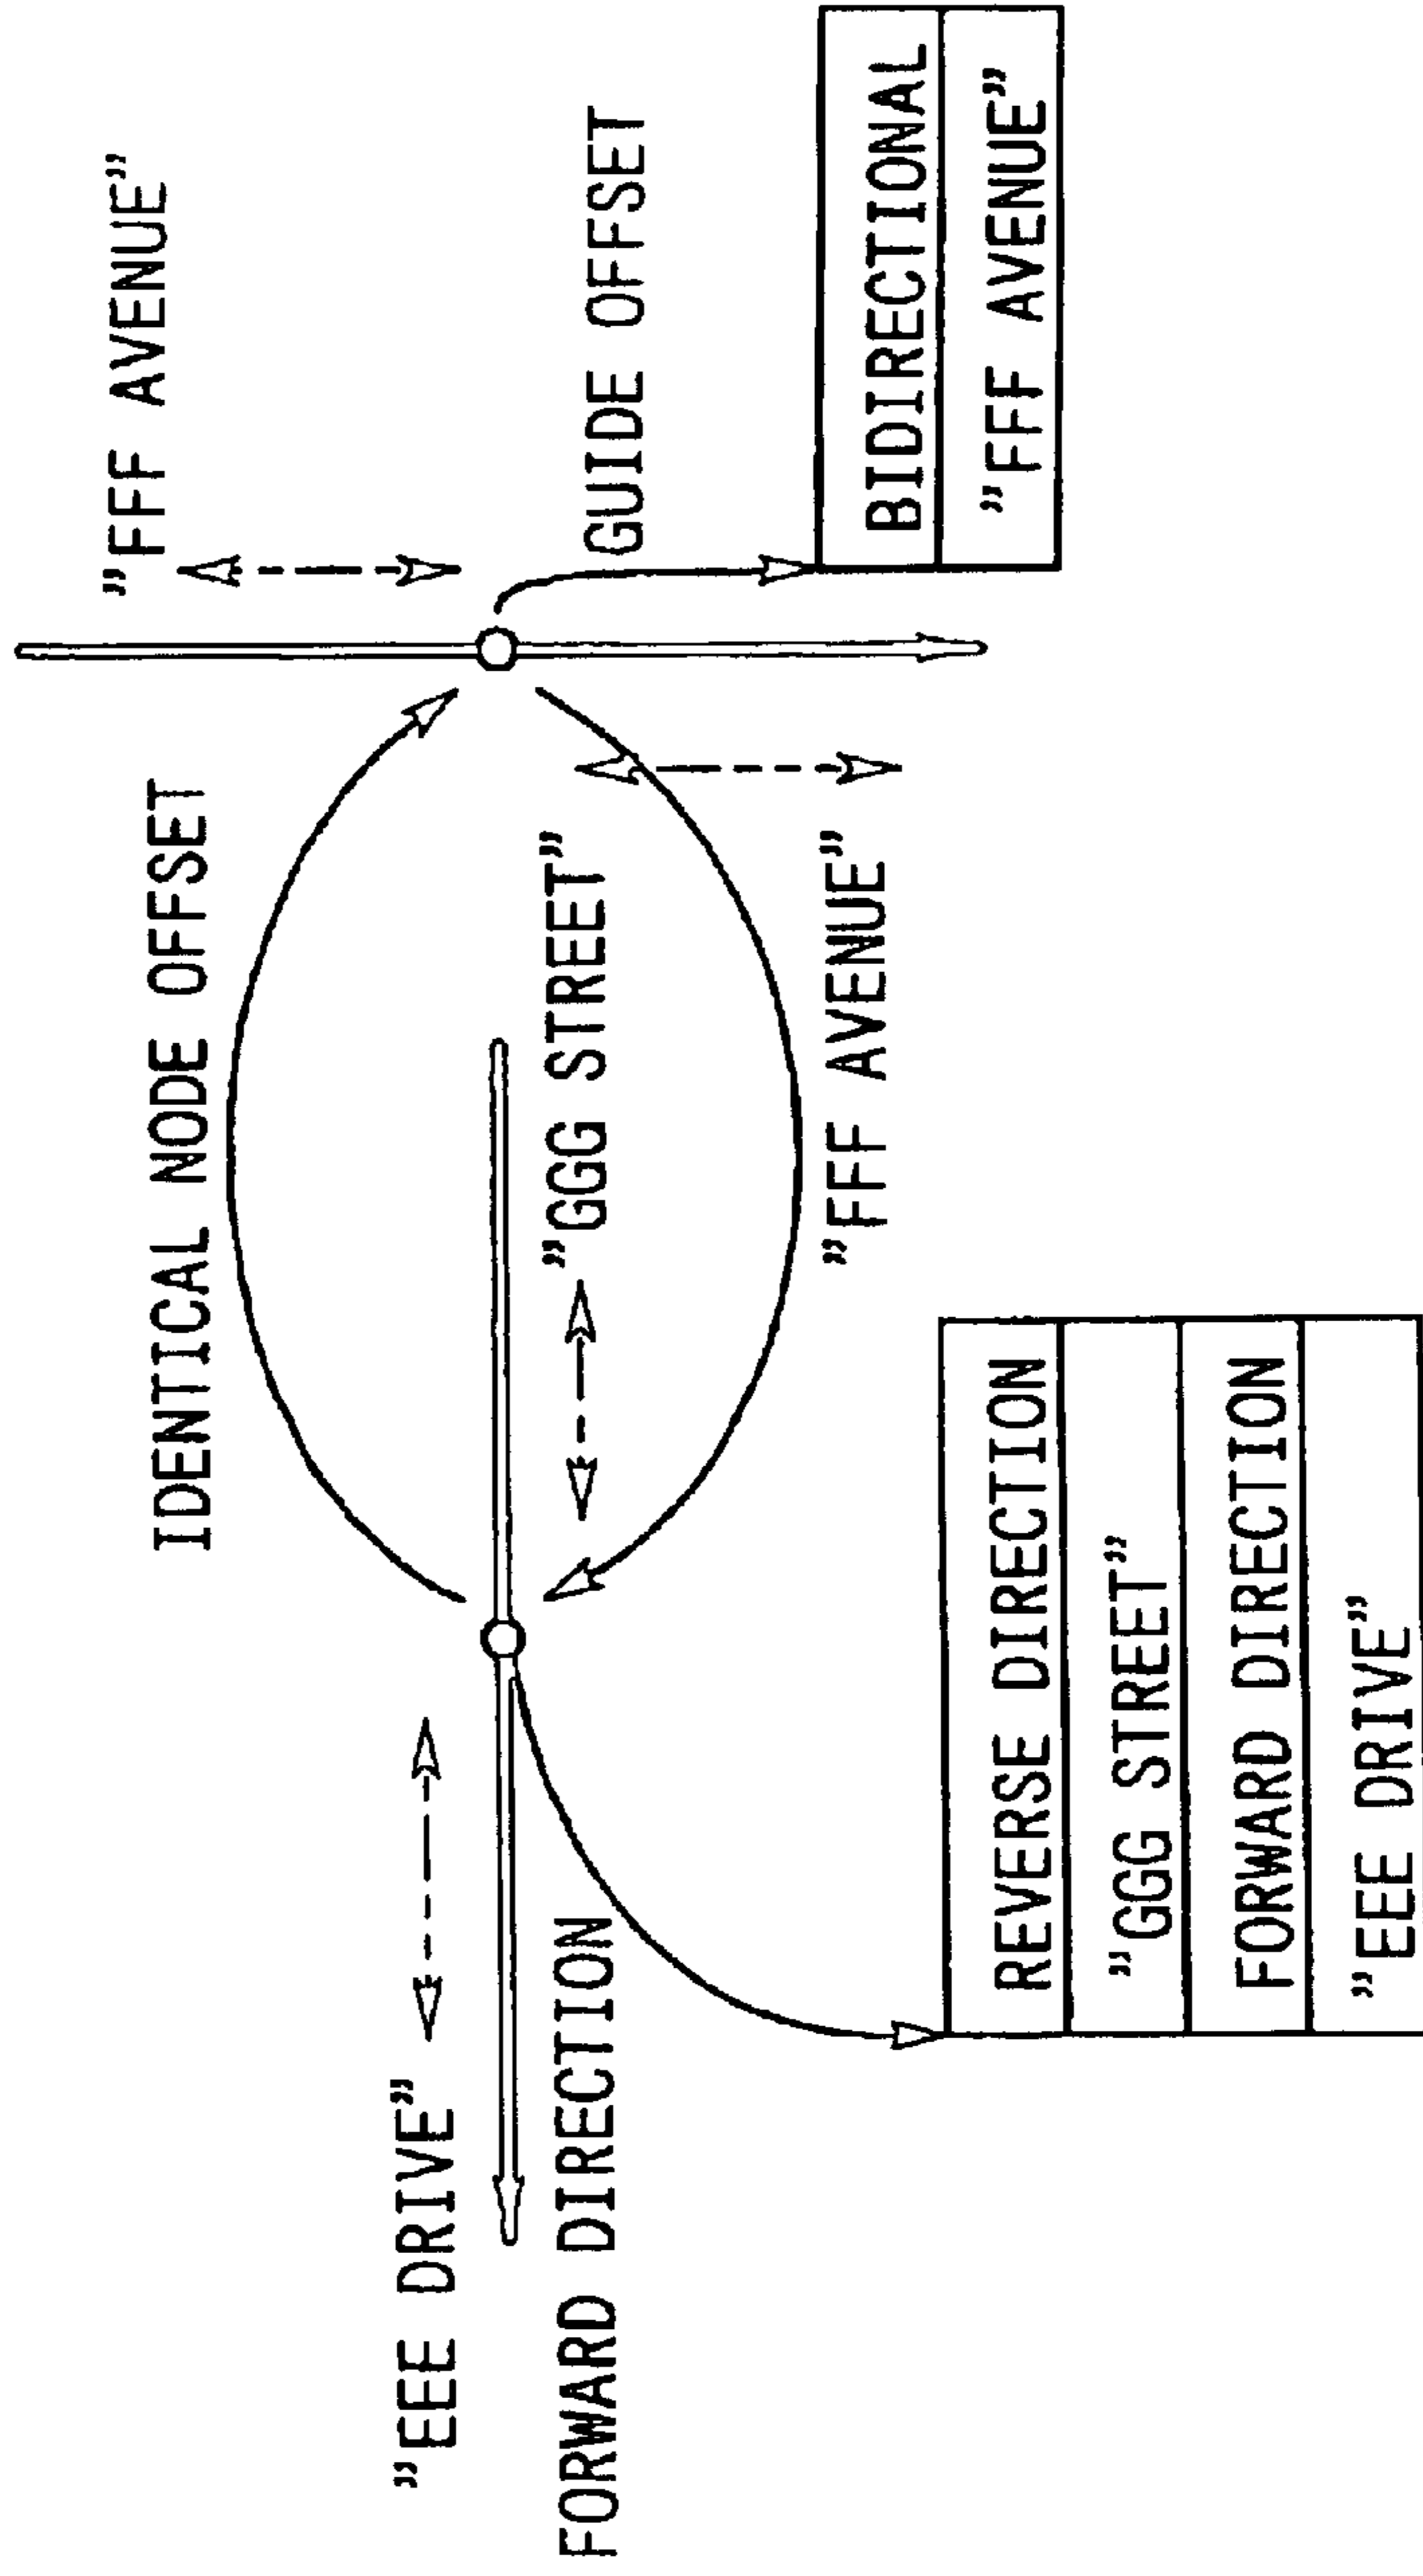 "FFF AVENUE"
IDENTICAL NODE OFFSET
"EEE DRIVE"
FORWARD DIRECTION
"GGG STREET"
GUIDE OFFSET
"FFF AVENUE"
BIDIRECTIONAL
"FFF AVENUE"
REVERSE DIRECTION
"GGG STREET"
FORWARD DIRECTION
"EEE DRIVE"